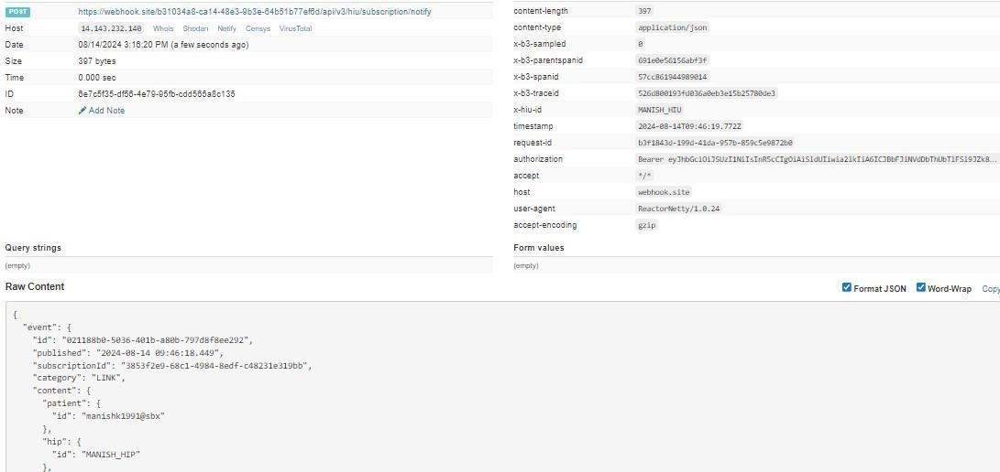 POST https://webhook.site/b31034a8-ca14-48e3-9b3e-64b51b77ef6d/api/v3/hiu/subscription/notify
Host 14.143.232.140 Whois Shodan Netify Censys VirusTotal
Date 08/14/2024 3:16:20 PM (a few seconds ago)
Size 397 bytes
Time 0.000 sec
ID 6e7c5f35-df56-4e79-95fb-cdd565a8c135
Note Add Note
content-length 397
content-type application/json
x-b3-sampled 0
x-b3-parentspanid 691e0e56156abf3f
x-b3-spanid 57cc861944989014
x-b3-traceid 526d800193fd036a0eb3e15b25780de3
x-hiu-id MANISH_HIU
timestamp 2024-08-14T09:46:19.772Z
request-id b3f1843d-199d-41da-957b-859c5e9872b0
authorization Bearer eyJhbGciOiJSUzI1NiIsInR5cCIgOiAiSldUIiwia2lkIiA6ICJBbFJiNVdDbThUbTlFSl9JZk8...
accept */*
host webhook.site
user-agent ReactorNetty/1.0.24
accept-encoding gzip
Query strings
(empty)
Form values
(empty)
Raw Content
Format JSON Word-Wrap Copy
{
"event": {
"id": "021188b0-5036-401b-a80b-797d8f8ee292",
"published": "2024-08-14 09:46:18.449",
"subscriptionId": "3853f2e9-68c1-4984-8edf-c48231e319bb",
"category": "LINK",
"content": {
"patient": {
"id": "manishk1991@sbx"
},
"hip": {
"id": "MANISH_HIP"
},